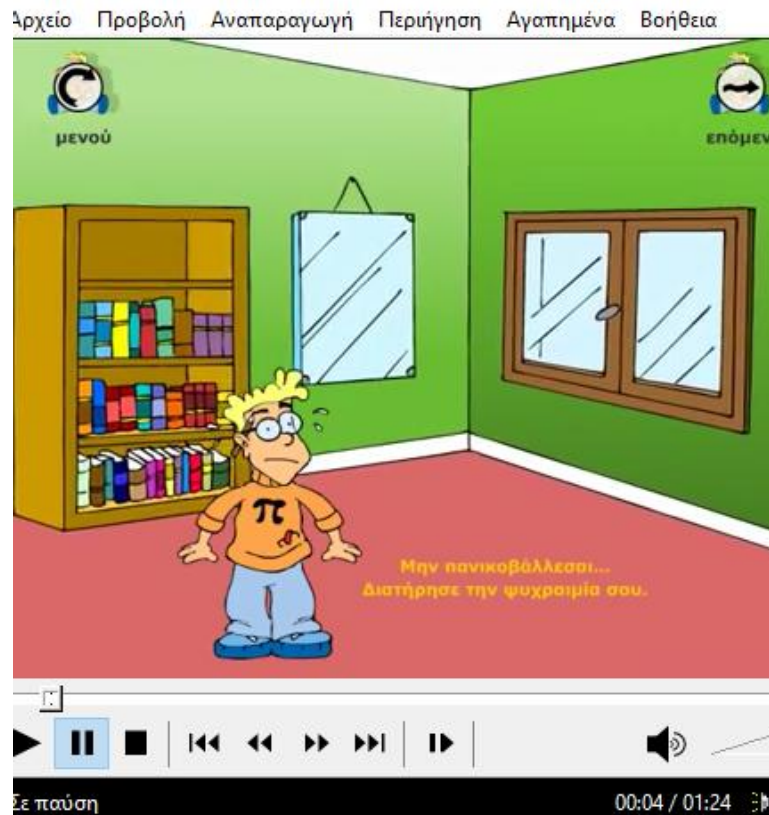 Αρχείο Προβολή Αναπαραγωγή Περιήγηση Αγαπημένα Βοήθεια
μενού
επόμεν
π
Μην πανικοβάλλεσαι...
Διατήρησε την ψυχραιμία σου.
Σε παύση
00:04 / 01:24